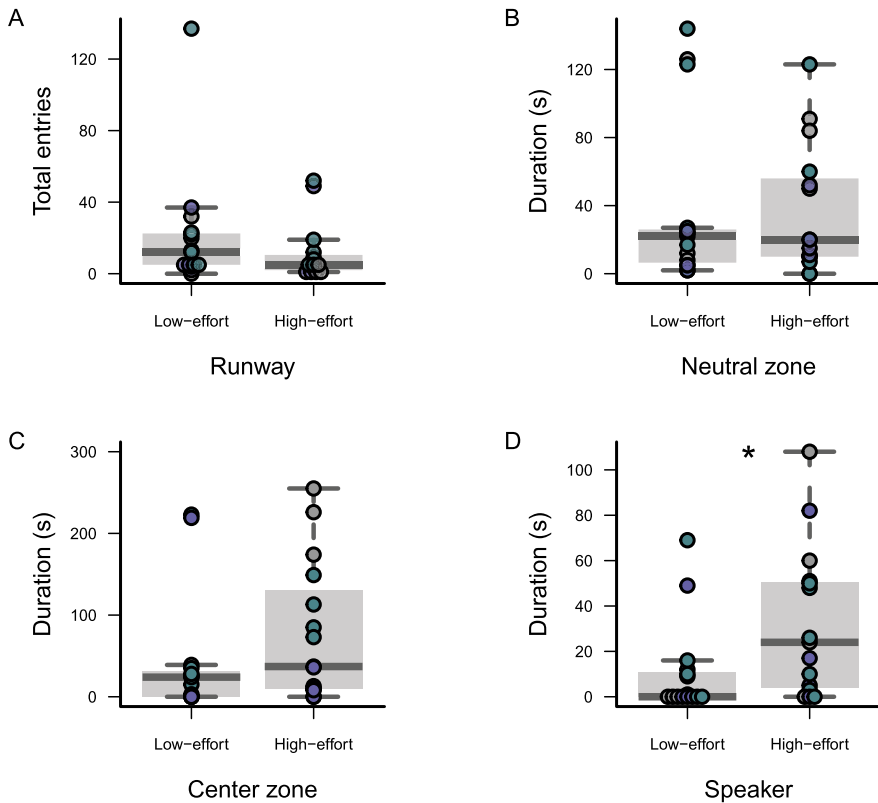 A
Total entries
120
80
40
0
Low−effort
High−effort
Runway
B
Duration (s)
120
80
40
0
Low−effort
High−effort
Neutral zone
C
Duration (s)
300
200
100
0
Low−effort
High−effort
Center zone
D
Duration (s)
*
100
80
60
40
20
0
Low−effort
High−effort
Speaker